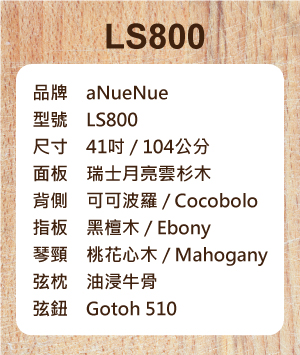 LS800
品牌 aNueNue
型號 LS800
尺寸 41吋 / 104公分
面板 瑞士月亮雲杉木
背側 可可波羅 / Cocobolo
指板 黑檀木 / Ebony
琴頸 桃花心木 / Mahogany
弦枕 油浸牛骨
弦鈕 Gotoh 510